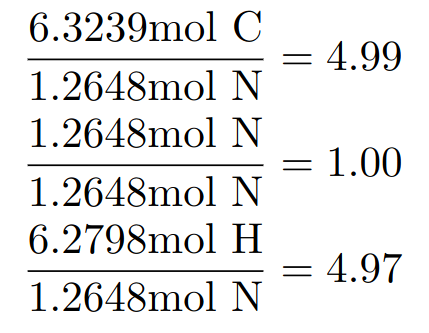 6.3239mol C
1.2648mol N = 4.99
1.2648mol N
1.2648mol N = 1.00
6.2798mol H
1.2648mol N = 4.97